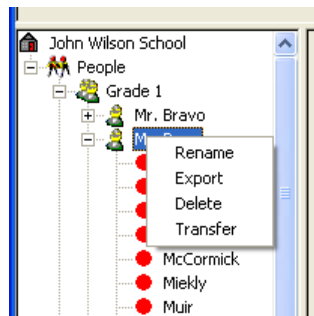 John Wilson School
People
Grade 1
Mr. Bravo
Rename
Export
Delete
Transfer
McCormick
Miekly
Muir